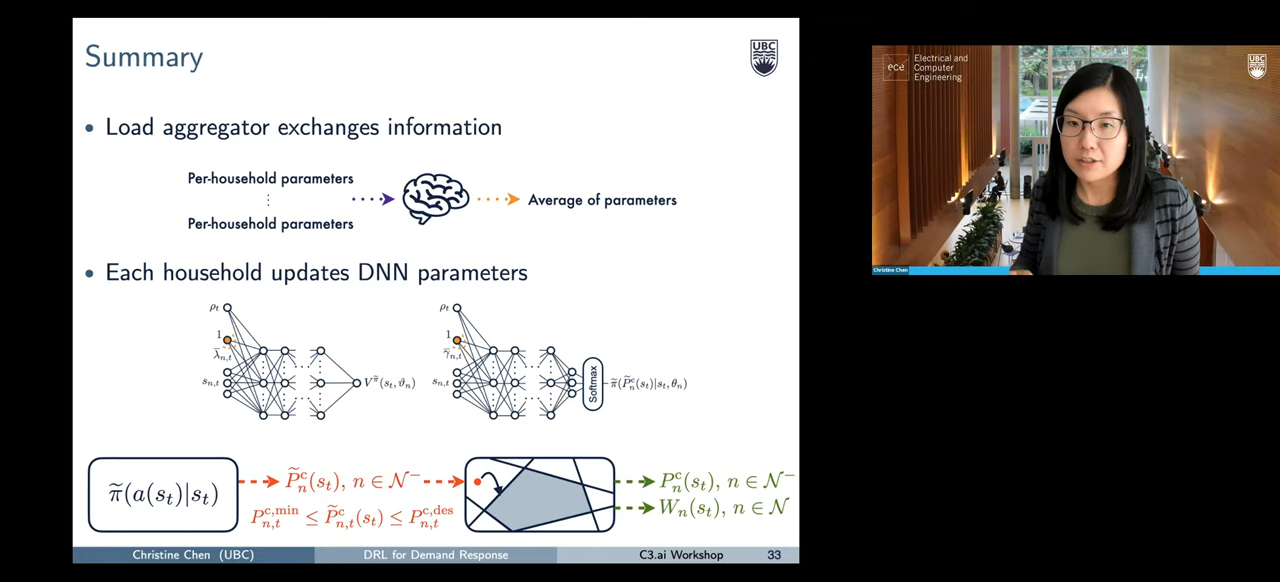 Summary
UBC
• Load aggregator exchanges information
Per-household parameters
⋮
Per-household parameters
Average of parameters
• Each household updates DNN parameters
ρ_t
1
λ̅_{n,t}
s_{n,t}
V^{π̃}(s_t, ϑ_n)
ρ_t
1
γ̅_{n,t}
s_{n,t}
Softmax
π̃(P̃^c_n(s_t)|s_t, θ_n)
π̃(a(s_t)|s_t)
P̃^c_n(s_t), n ∈ N^−
P^{c,min}_{n,t} ≤ P̃^c_{n,t}(s_t) ≤ P^{c,des}_{n,t}
P^c_n(s_t), n ∈ N^−
W_n(s_t), n ∈ N
Christine Chen (UBC)
DRL for Demand Response
C3.ai Workshop
33
ece
Electrical and
Computer
Engineering
UBC
Christine Chen